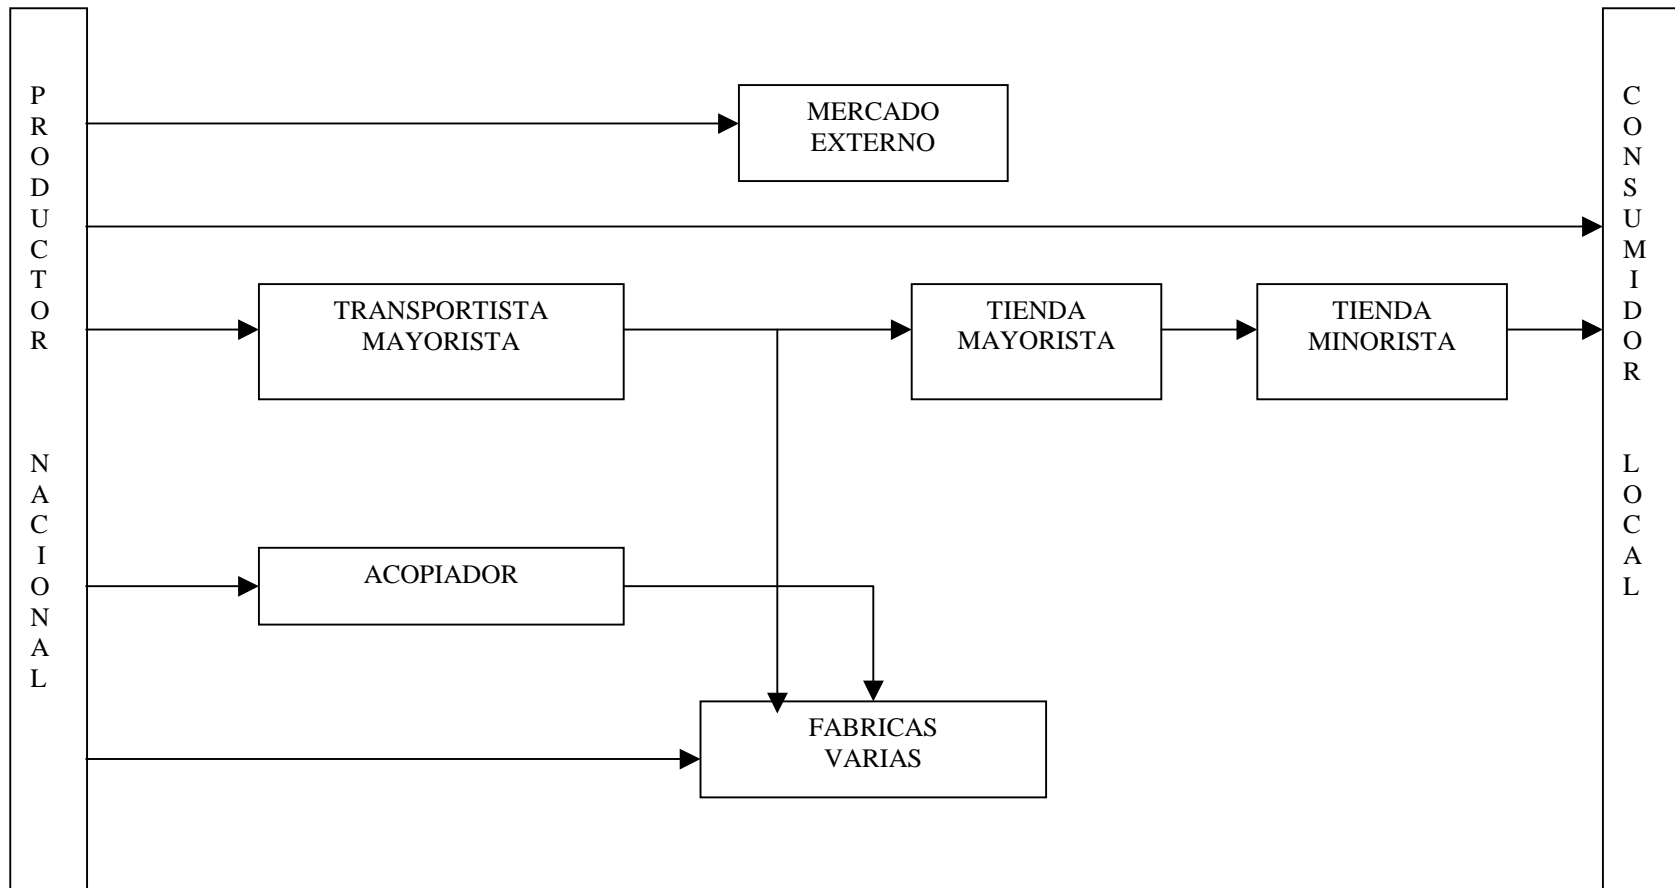 PRODUCTOR NACIONAL
MERCADO
EXTERNO
TRANSPORTISTA
MAYORISTA
TIENDA
MAYORISTA
TIENDA
MINORISTA
ACOPIADOR
FABRICAS
VARIAS
CONSUMIDOR LOCAL